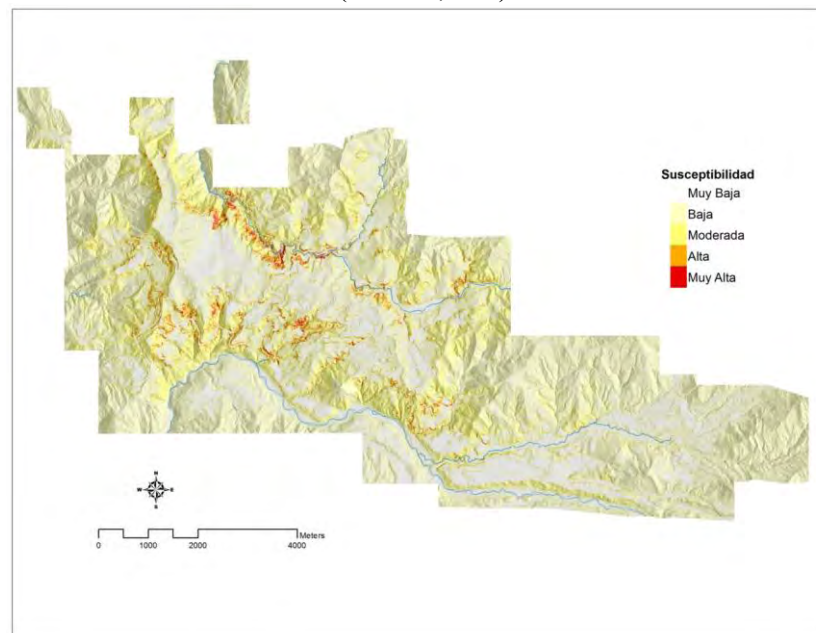 Susceptibilidad
Muy Baja
Baja
Moderada
Alta
Muy Alta
N
W E
S
Meters
0 1000 2000 4000